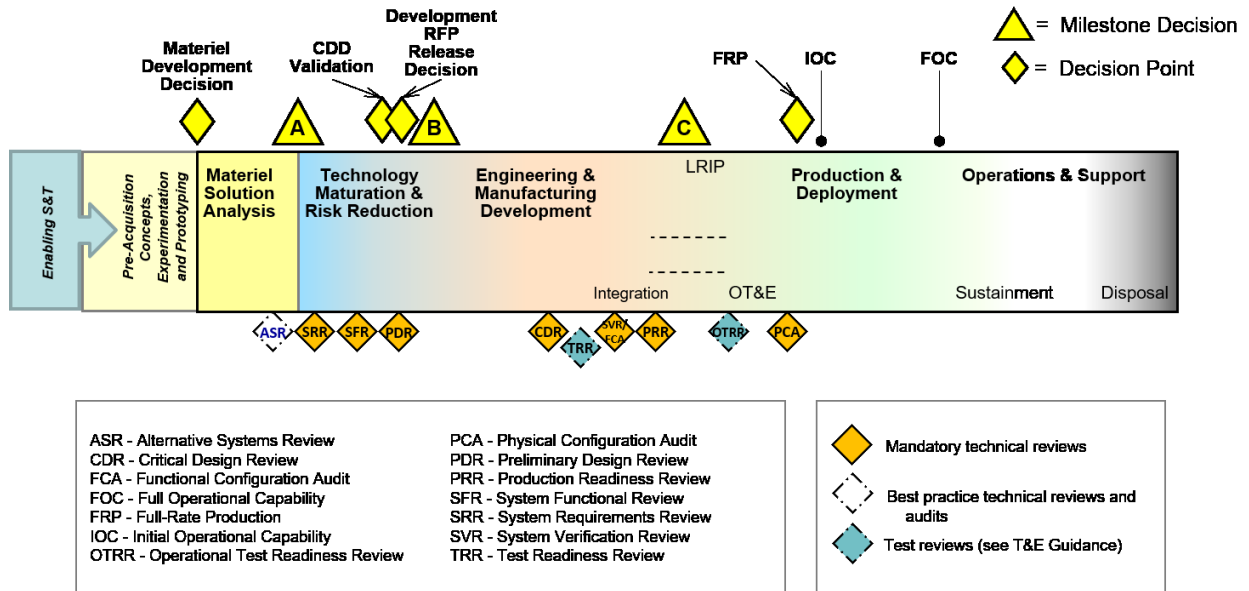 Materiel
Development
Decision
CDD
Validation
Development
RFP
Release
Decision
FRP
IOC
FOC
= Milestone Decision
= Decision Point
A
B
C
Enabling S&T
Pre-Acquisition
Concepts,
Experimentation
and Prototyping
Materiel
Solution
Analysis
Technology
Maturation &
Risk Reduction
Engineering &
Manufacturing
Development
LRIP
Production &
Deployment
Operations & Support
Integration
OT&E
Sustainment
Disposal
ASR
SRR
SFR
PDR
CDR
TRR
SVR/
FCA
PRR
OTRR
PCA
ASR - Alternative Systems Review
CDR - Critical Design Review
FCA - Functional Configuration Audit
FOC - Full Operational Capability
FRP - Full-Rate Production
IOC - Initial Operational Capability
OTRR - Operational Test Readiness Review
PCA - Physical Configuration Audit
PDR - Preliminary Design Review
PRR - Production Readiness Review
SFR - System Functional Review
SRR - System Requirements Review
SVR - System Verification Review
TRR - Test Readiness Review
Mandatory technical reviews
Best practice technical reviews and
audits
Test reviews (see T&E Guidance)